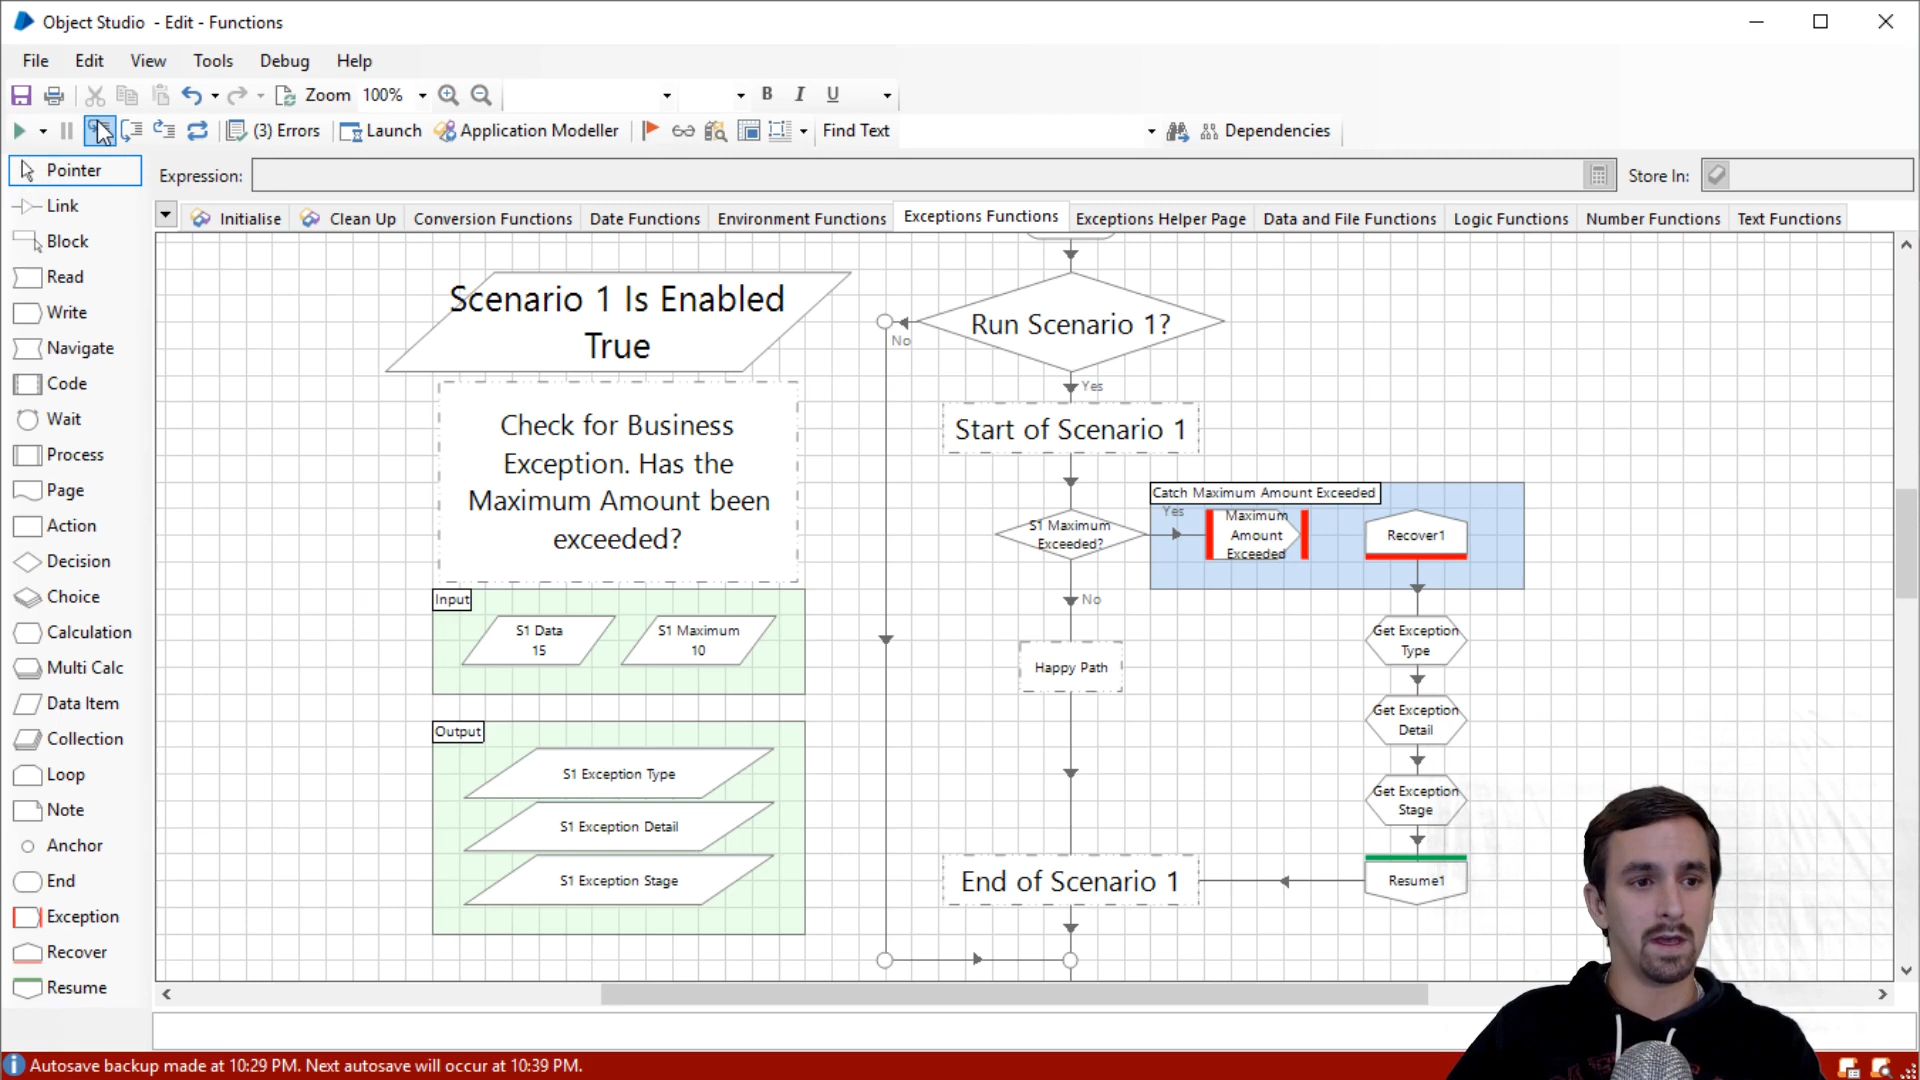 Object Studio - Edit - Functions
File Edit View Tools Debug Help
Zoom 100% B I U
(3) Errors Launch Application Modeller Find Text Dependencies
Pointer
Expression: Store In:
Initialise Clean Up Conversion Functions Date Functions Environment Functions Exceptions Functions Exceptions Helper Page Data and File Functions Logic Functions Number Functions Text Functions
Link
Block
Read
Write
Navigate
Code
Wait
Process
Page
Action
Decision
Choice
Calculation
Multi Calc
Data Item
Collection
Loop
Note
Anchor
End
Exception
Recover
Resume
Scenario 1 Is Enabled
True
Check for Business
Exception. Has the
Maximum Amount been
exceeded?
Input
S1 Data
15
S1 Maximum
10
Output
S1 Exception Type
S1 Exception Detail
S1 Exception Stage
Run Scenario 1?
No
Yes
Start of Scenario 1
S1 Maximum
Exceeded?
Yes
No
Happy Path
End of Scenario 1
Catch Maximum Amount Exceeded
Maximum
Amount
Exceeded
Recover1
Get Exception
Type
Get Exception
Detail
Get Exception
Stage
Resume1
Autosave backup made at 10:29 PM. Next autosave will occur at 10:39 PM.